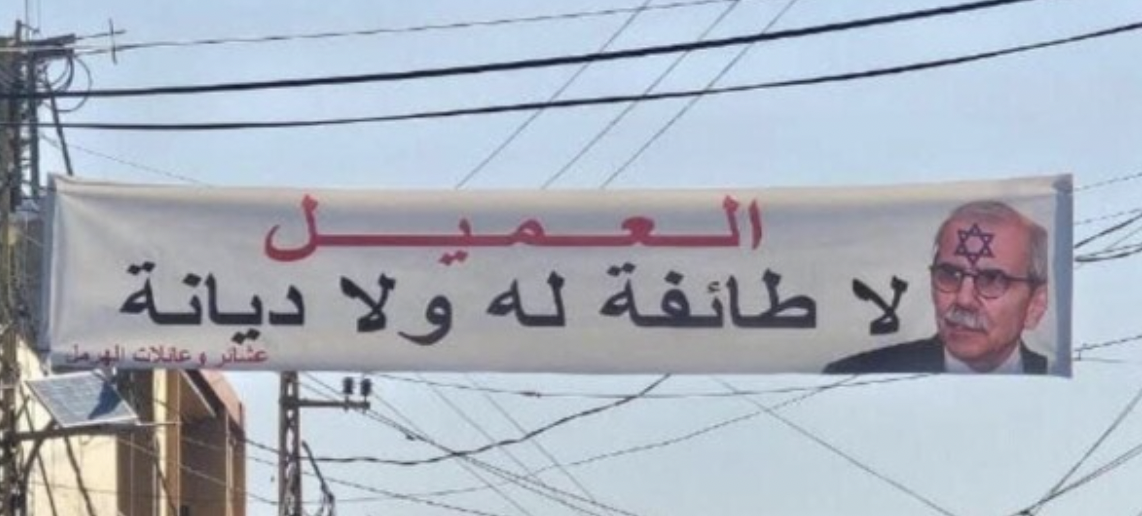 العميل
لا طائفة له ولا ديانة
عشائر وعائلات الهرمل